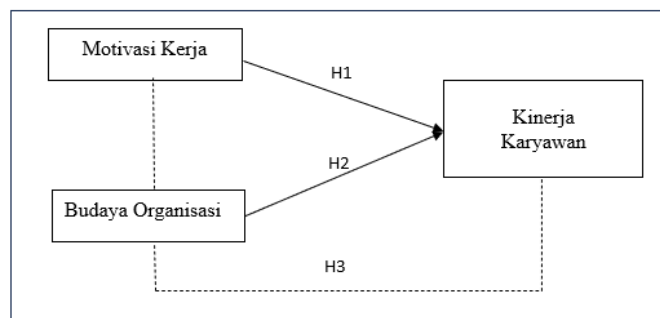 Motivasi Kerja
H1
Kinerja
Karyawan
H2
Budaya Organisasi
H3